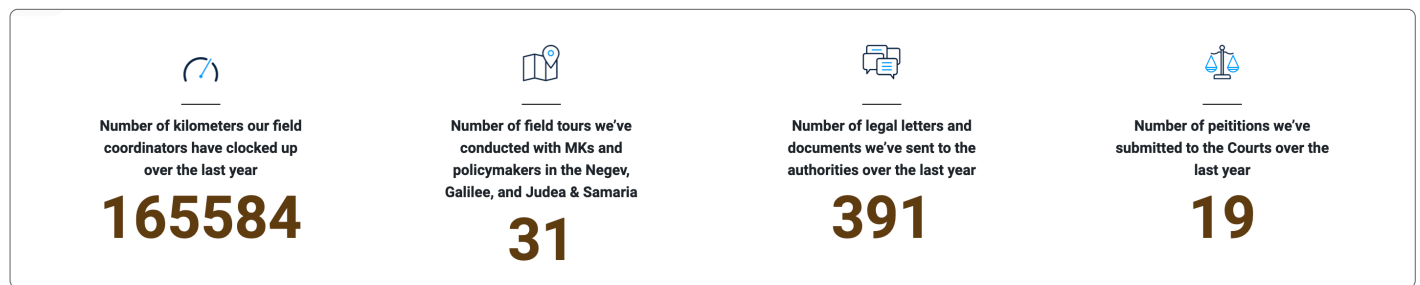 Number of kilometers our field
coordinators have clocked up
over the last year
165584
Number of field tours we've
conducted with MKs and
policymakers in the Negev,
Galilee, and Judea & Samaria
31
Number of legal letters and
documents we've sent to the
authorities over the last year
391
Number of peititions we've
submitted to the Courts over the
last year
19